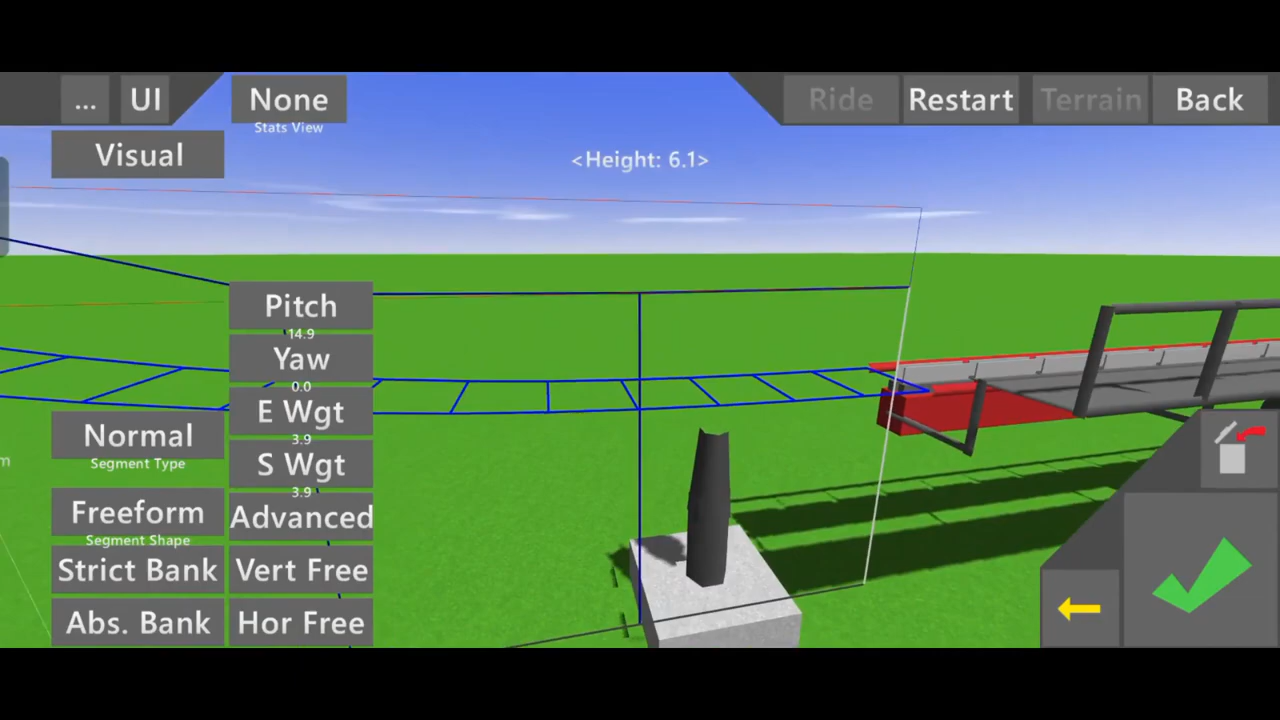 ...
UI
None
Stats View
Ride
Restart
Terrain
Back
Visual
<Height: 6.1>
Pitch
14.9
Yaw
0.0
E Wgt
3.9
S Wgt
3.9
Advanced
Vert Free
Hor Free
m
Normal
Segment Type
Freeform
Segment Shape
Strict Bank
Abs. Bank